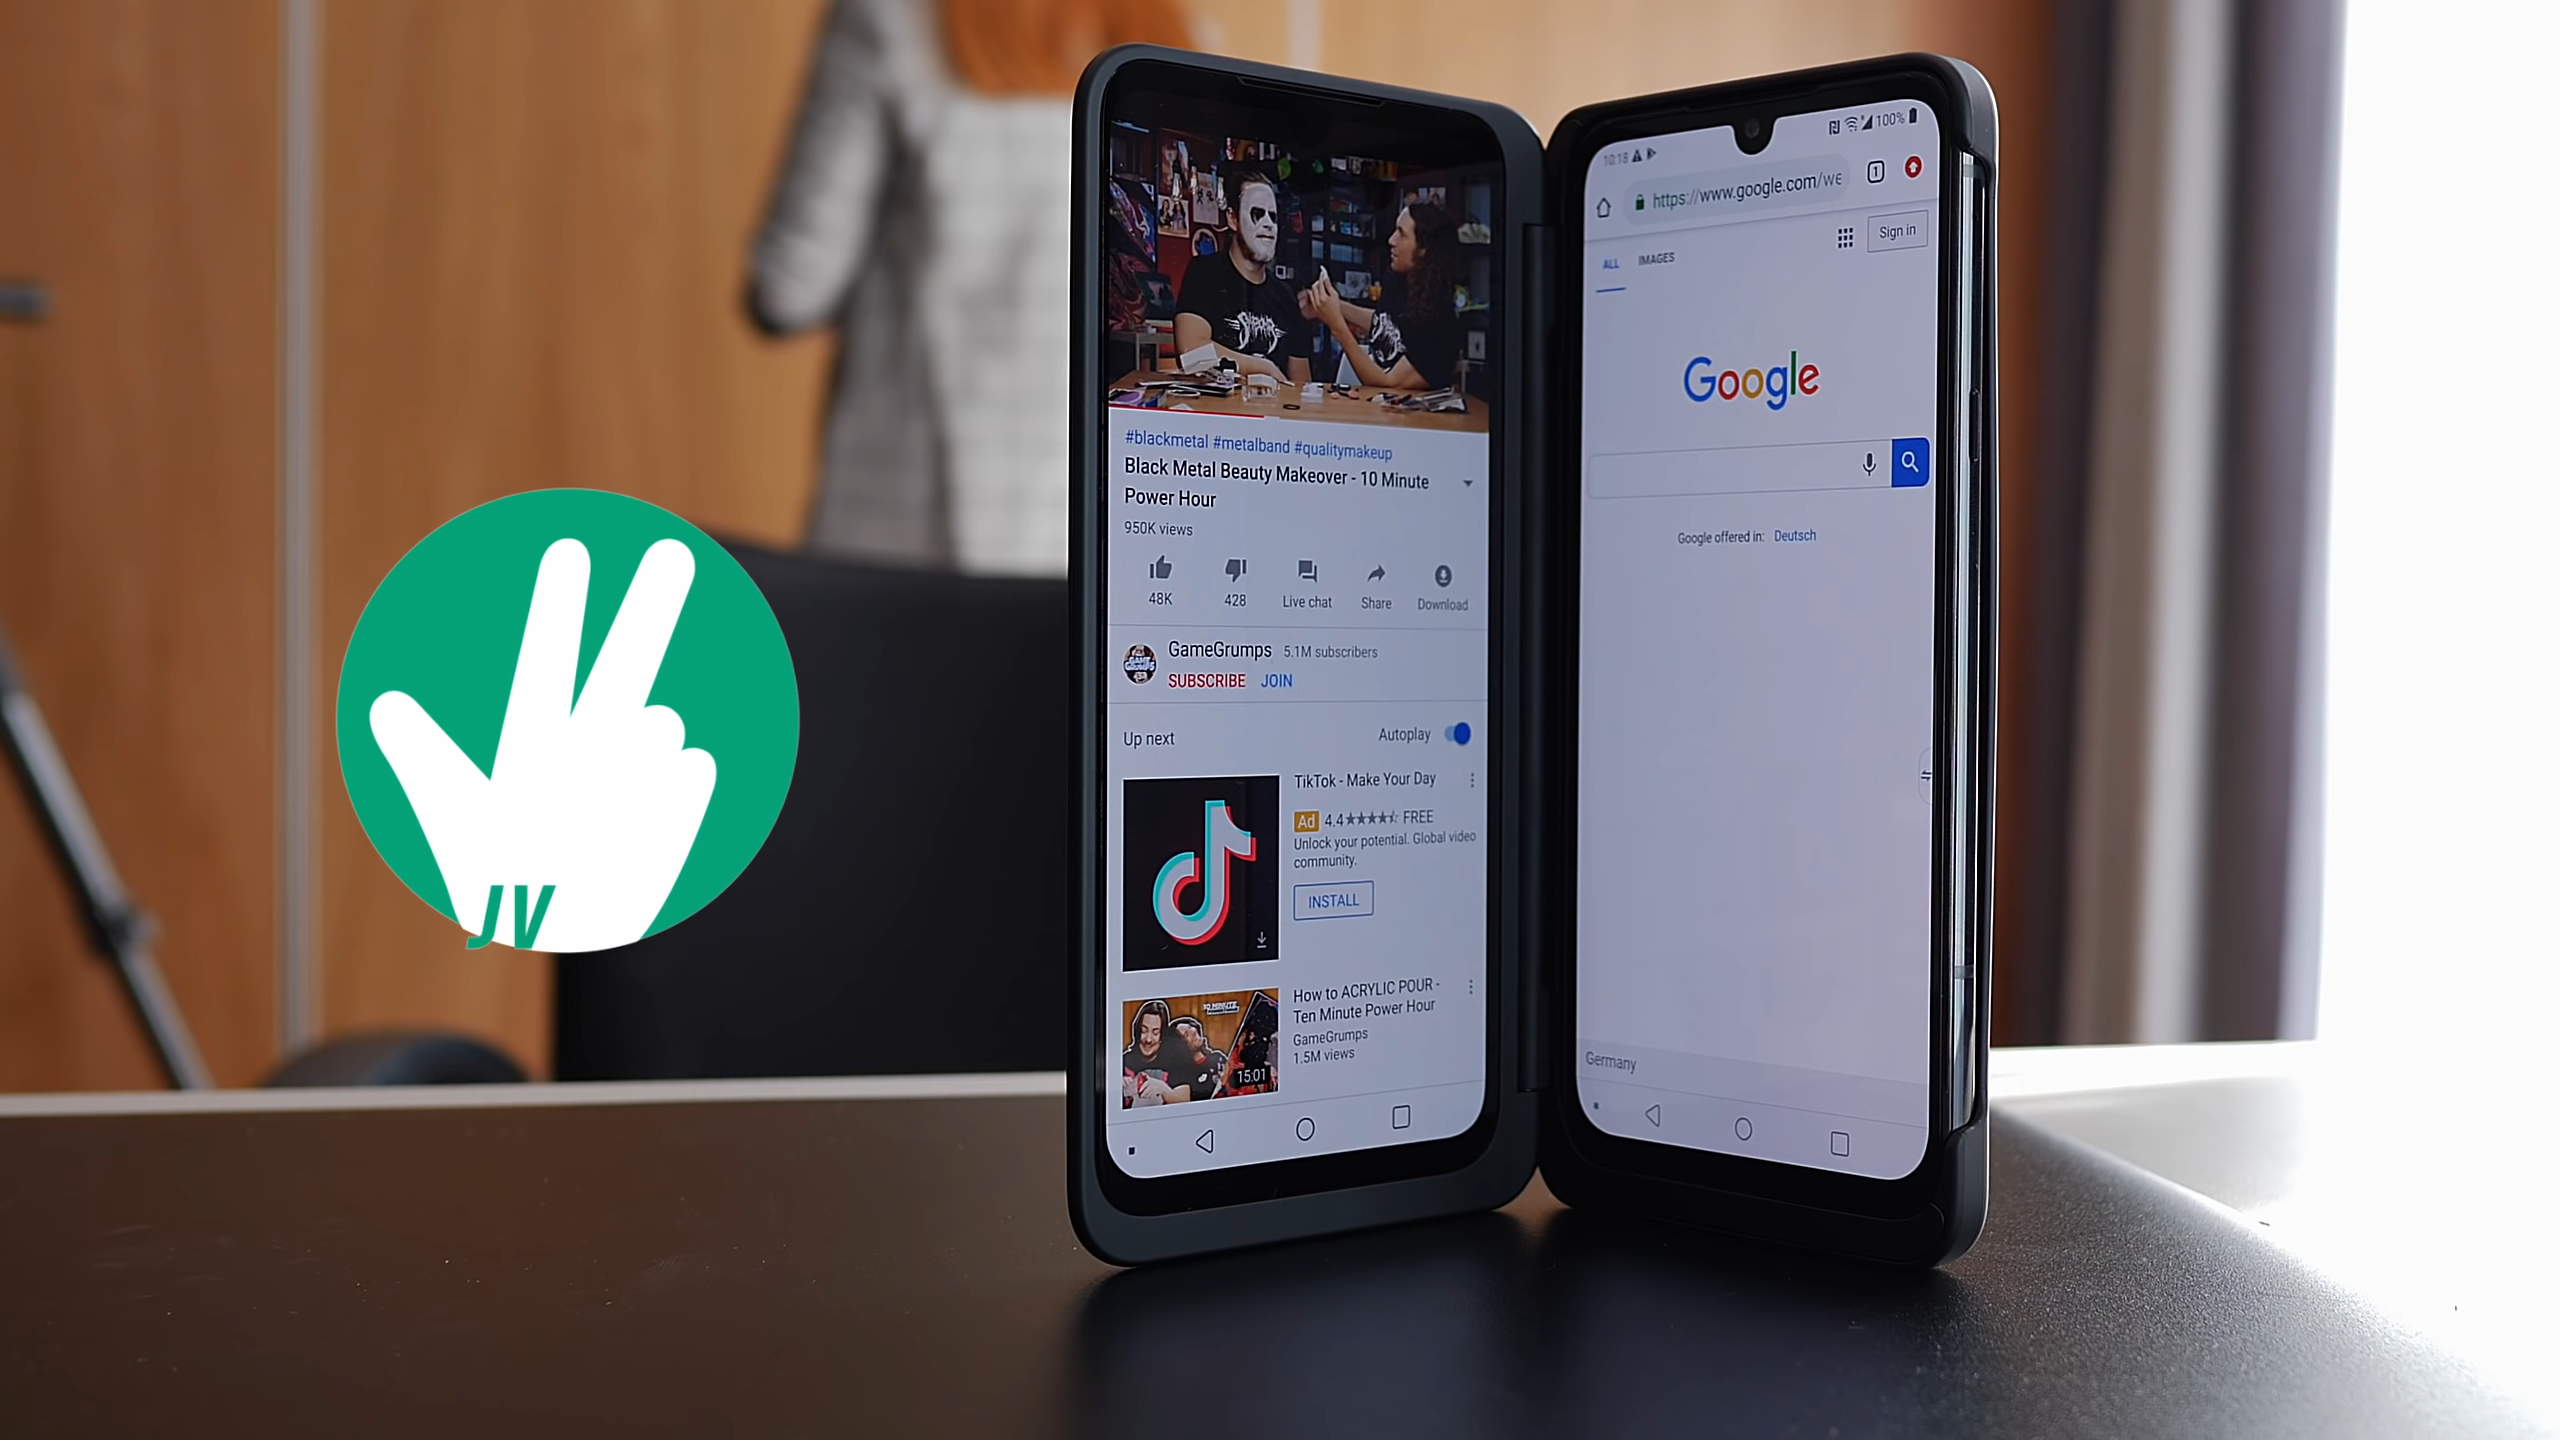 #blackmetal #metalband #qualitymakeup
Black Metal Beauty Makeover - 10 Minute
Power Hour
950K views
48K
428
Live chat
Share
Download
GameGrumps 5.1M subscribers
SUBSCRIBE JOIN
Up next
Autoplay
TikTok - Make Your Day
Ad 4.4★★★★⯪ FREE
Unlock your potential. Global video
community.
INSTALL
How to ACRYLIC POUR -
Ten Minute Power Hour
GameGrumps
1.5M views
15:01
10:18
100%
https://www.google.com/we
1
Sign in
ALL IMAGES
Google
Google offered in: Deutsch
Germany
JV